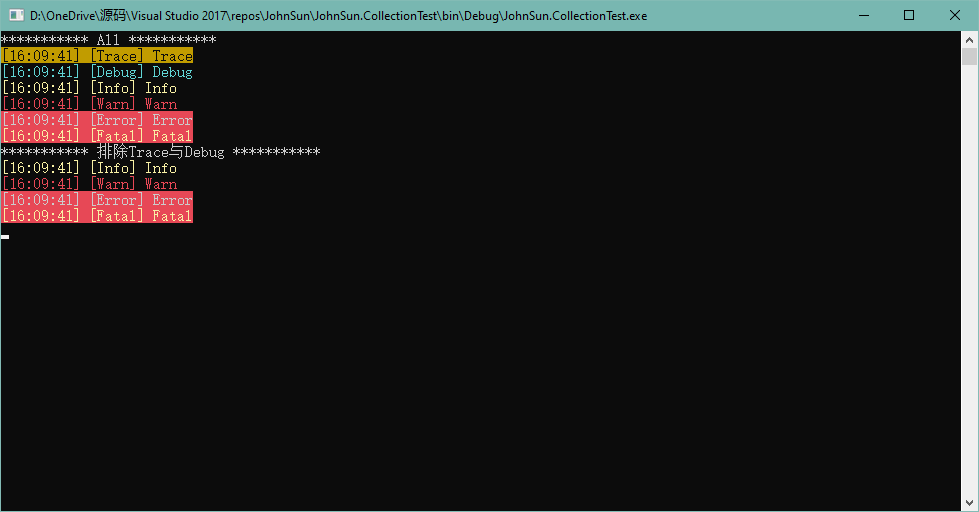 D:\OneDrive\源码\Visual Studio 2017\repos\JohnSun\JohnSun.CollectionTest\bin\Debug\JohnSun.CollectionTest.exe
*********** All ***********
[16:09:41] [Trace] Trace
[16:09:41] [Debug] Debug
[16:09:41] [Info] Info
[16:09:41] [Warn] Warn
[16:09:41] [Error] Error
[16:09:41] [Fatal] Fatal
*********** 排除Trace与Debug ***********
[16:09:41] [Info] Info
[16:09:41] [Warn] Warn
[16:09:41] [Error] Error
[16:09:41] [Fatal] Fatal